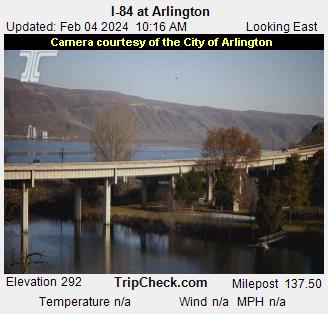 I-84 at Arlington
Updated: Feb 04 2024 10:16 AM Looking East
Camera courtesy of the City of Arlington
Elevation 292 TripCheck.com Milepost 137.50
Temperature n/a Wind n/a MPH n/a